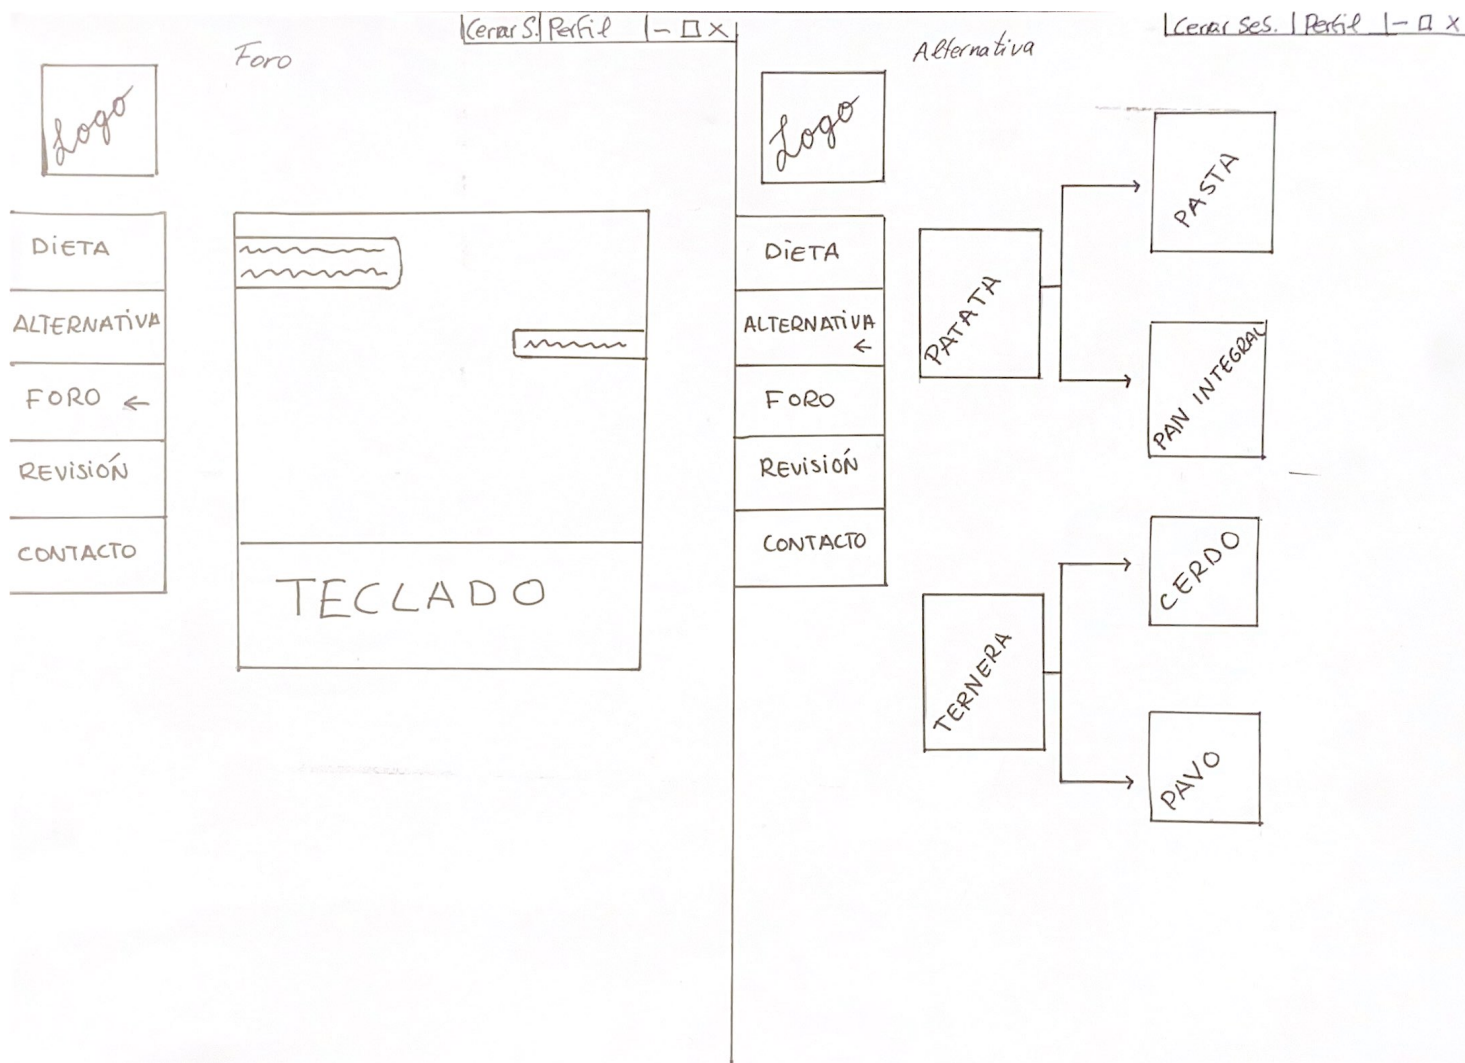 Cerrar S. Perfil
Foro
Logo
DIETA
ALTERNATIVA
FORO
REVISIÓN
CONTACTO
TECLADO
Cerrar Ses. Perfil
Alternativa
Logo
DIETA
ALTERNATIVA
FORO
REVISIÓN
CONTACTO
PATATA
PASTA
PAN INTEGRAL
TERNERA
CERDO
PAVO